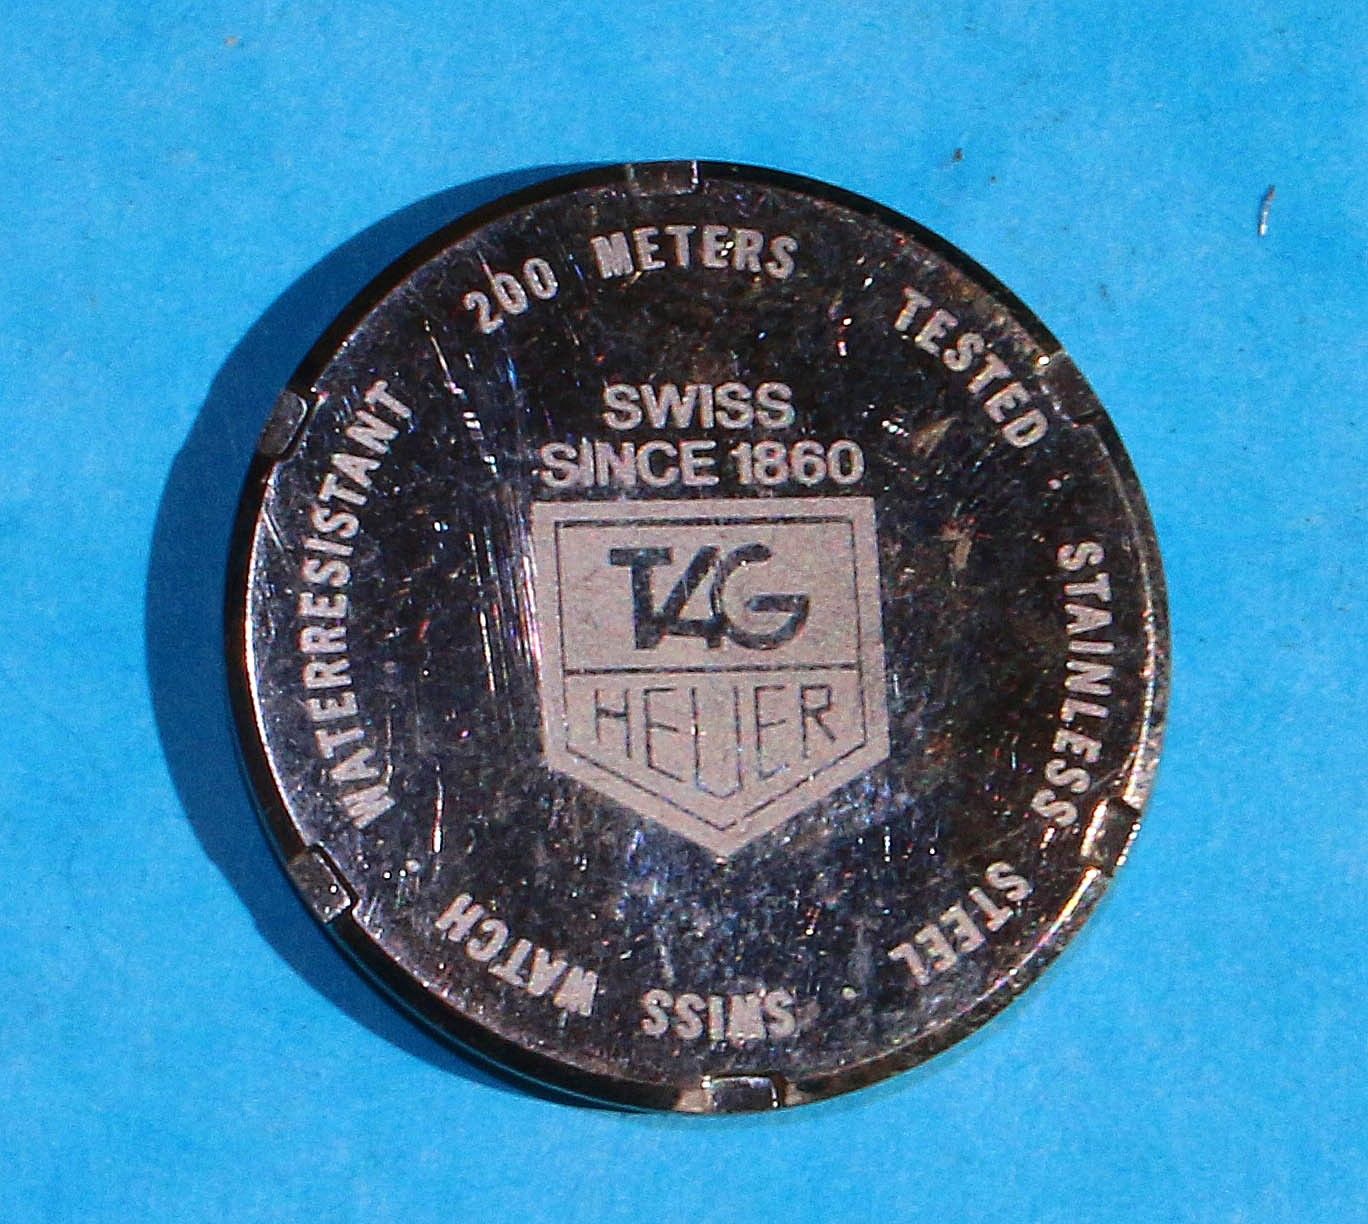 WATERRESISTANT 200 METERS TESTED STAINLESS STEEL SWISS WATCH
SWISS
SINCE 1860
TAG
HEUER